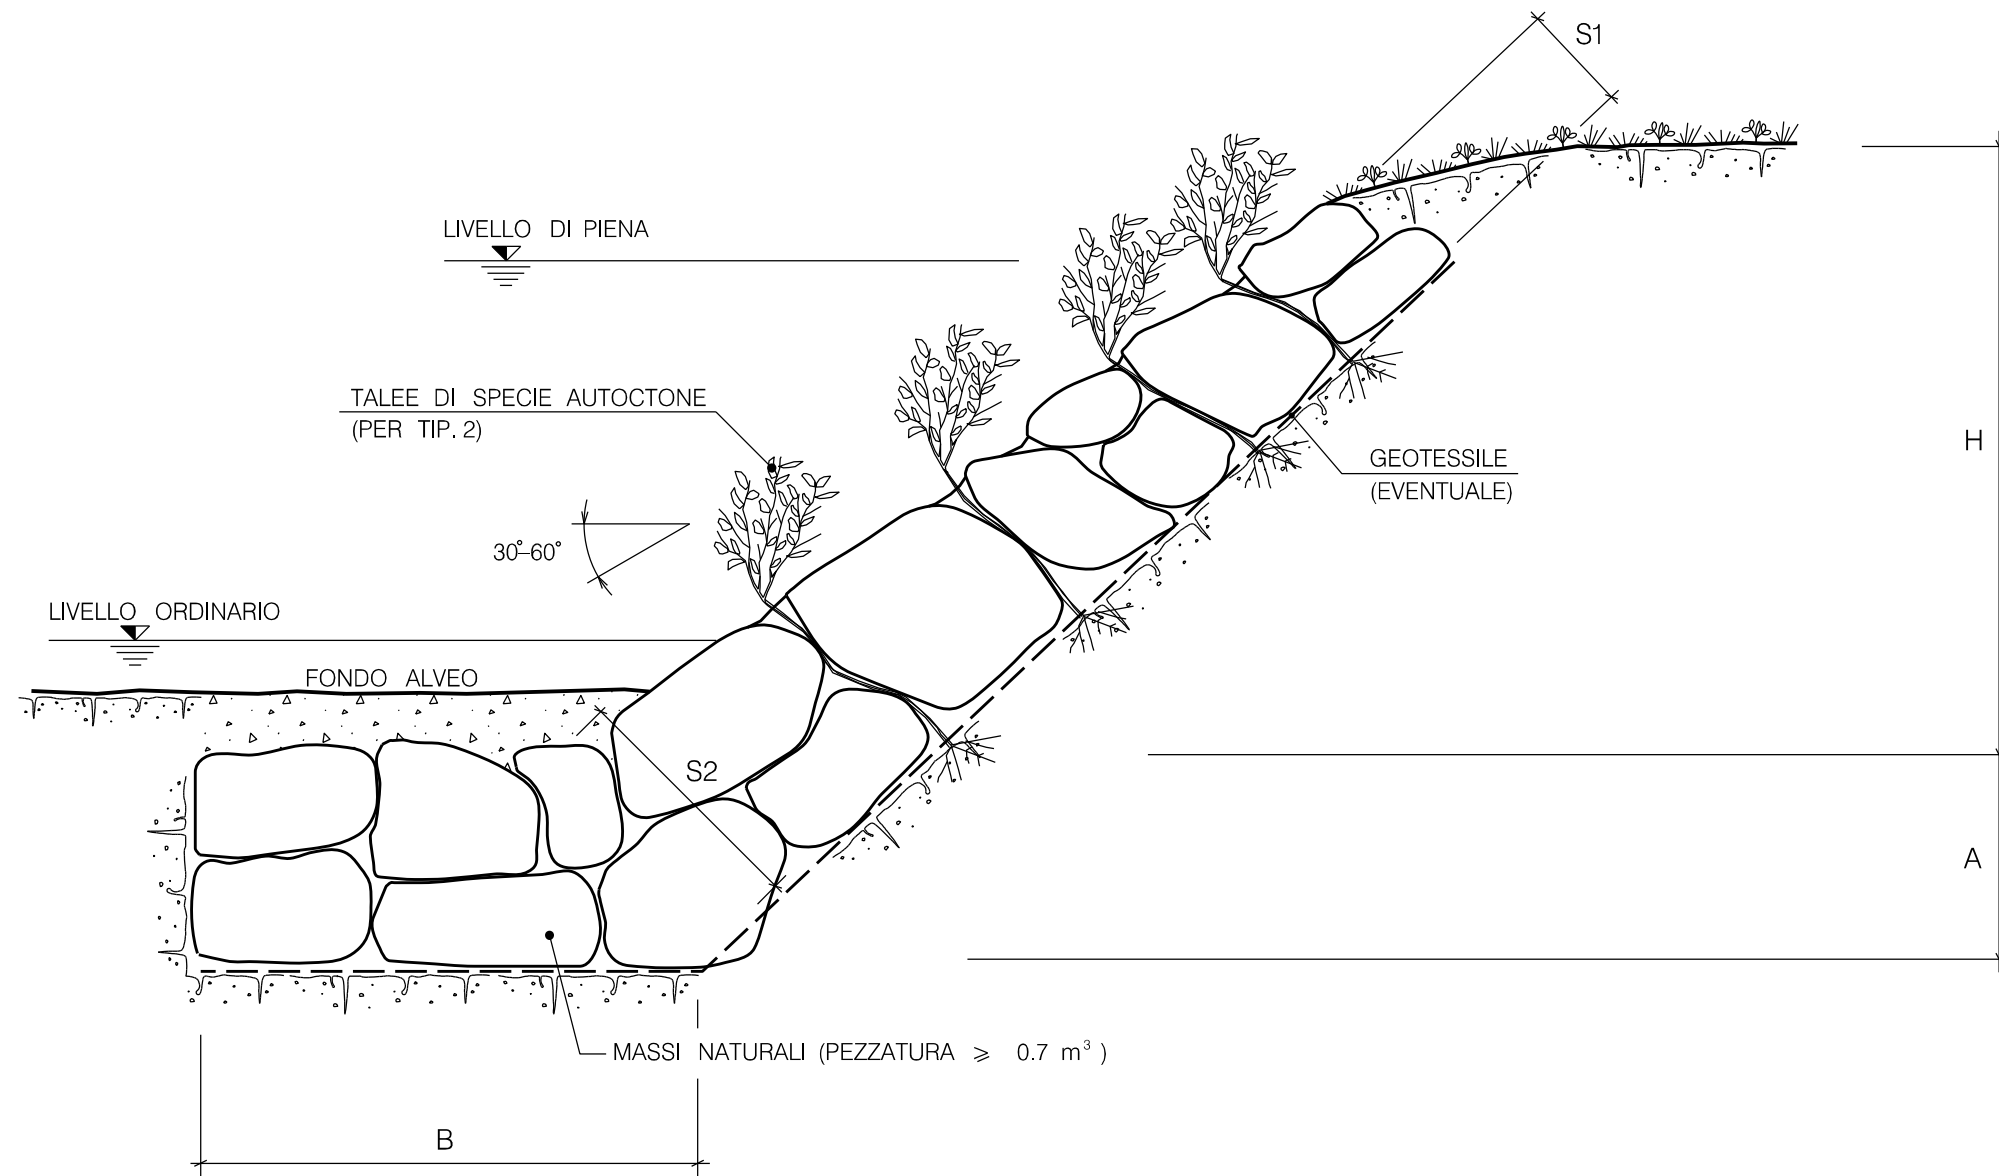 S1
LIVELLO DI PIENA
TALEE DI SPECIE AUTOCTONE
(PER TIP. 2)
H
GEOTESSILE
(EVENTUALE)
30°-60°
LIVELLO ORDINARIO
FONDO ALVEO
S2
A
MASSI NATURALI (PEZZATURA ≥ 0.7 m³ )
B